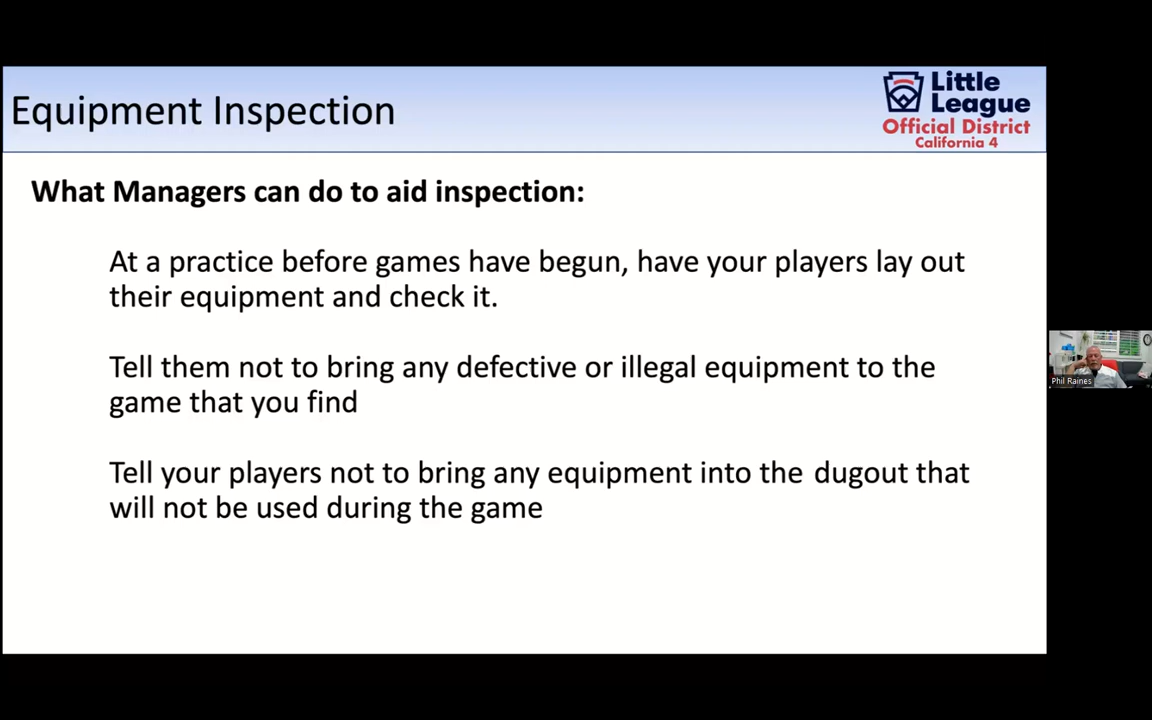 Equipment Inspection
Little
League
Official District
California 4
What Managers can do to aid inspection:
At a practice before games have begun, have your players lay out
their equipment and check it.
Tell them not to bring any defective or illegal equipment to the
game that you find
Tell your players not to bring any equipment into the dugout that
will not be used during the game
Phil Raines